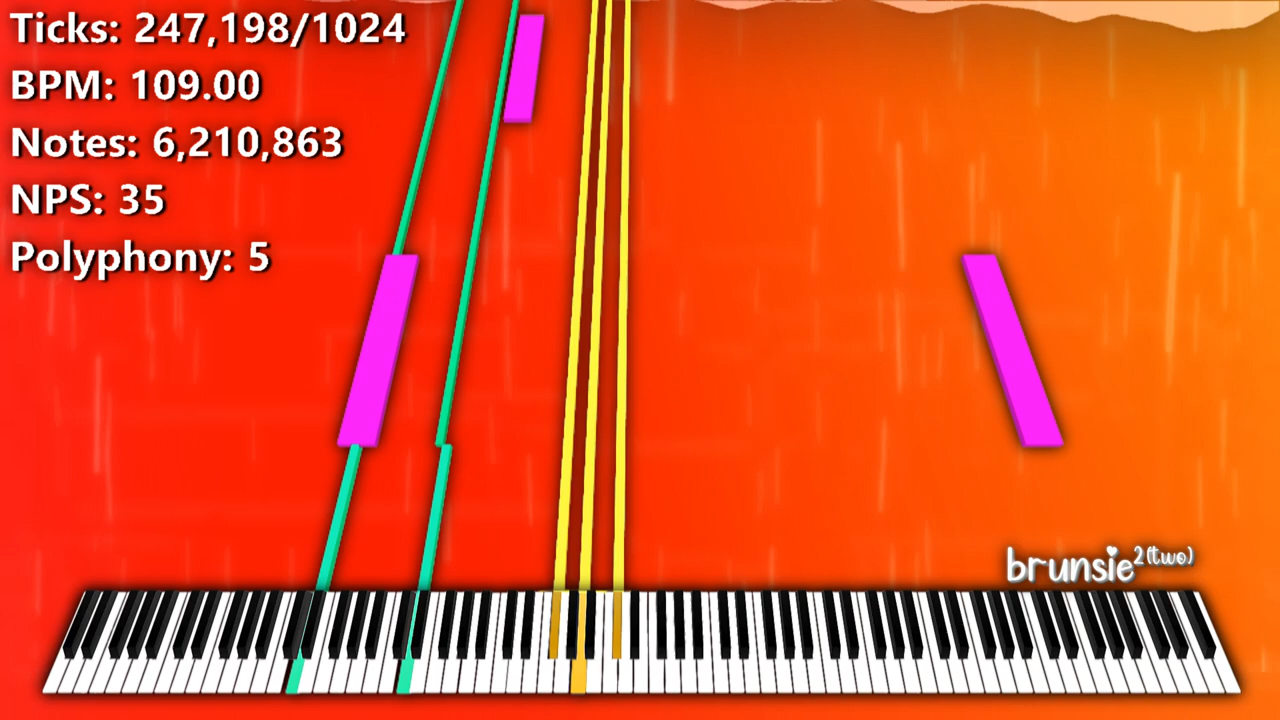 Ticks: 247,198/1024
BPM: 109.00
Notes: 6,210,863
NPS: 35
Polyphony: 5
brunsie2(two)